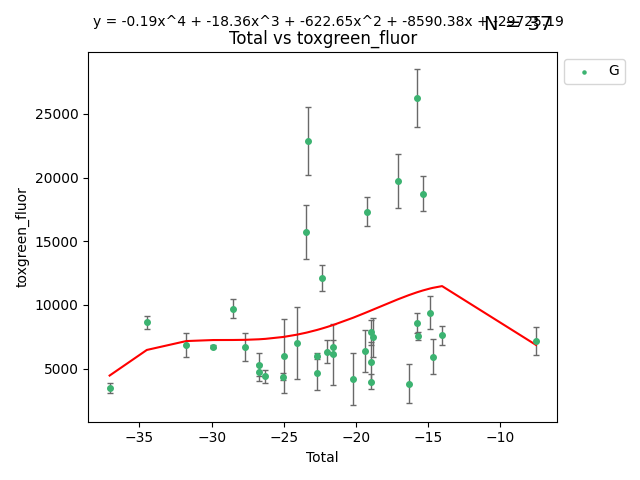 y = -0.19x^4 + -18.36x^3 + -622.65x^2 + -8590.38x +
N = 37
Total vs toxgreen_fluor
G
25000
20000
15000
10000
5000
toxgreen_fluor
−35
−30
−25
−20
−15
−10
Total